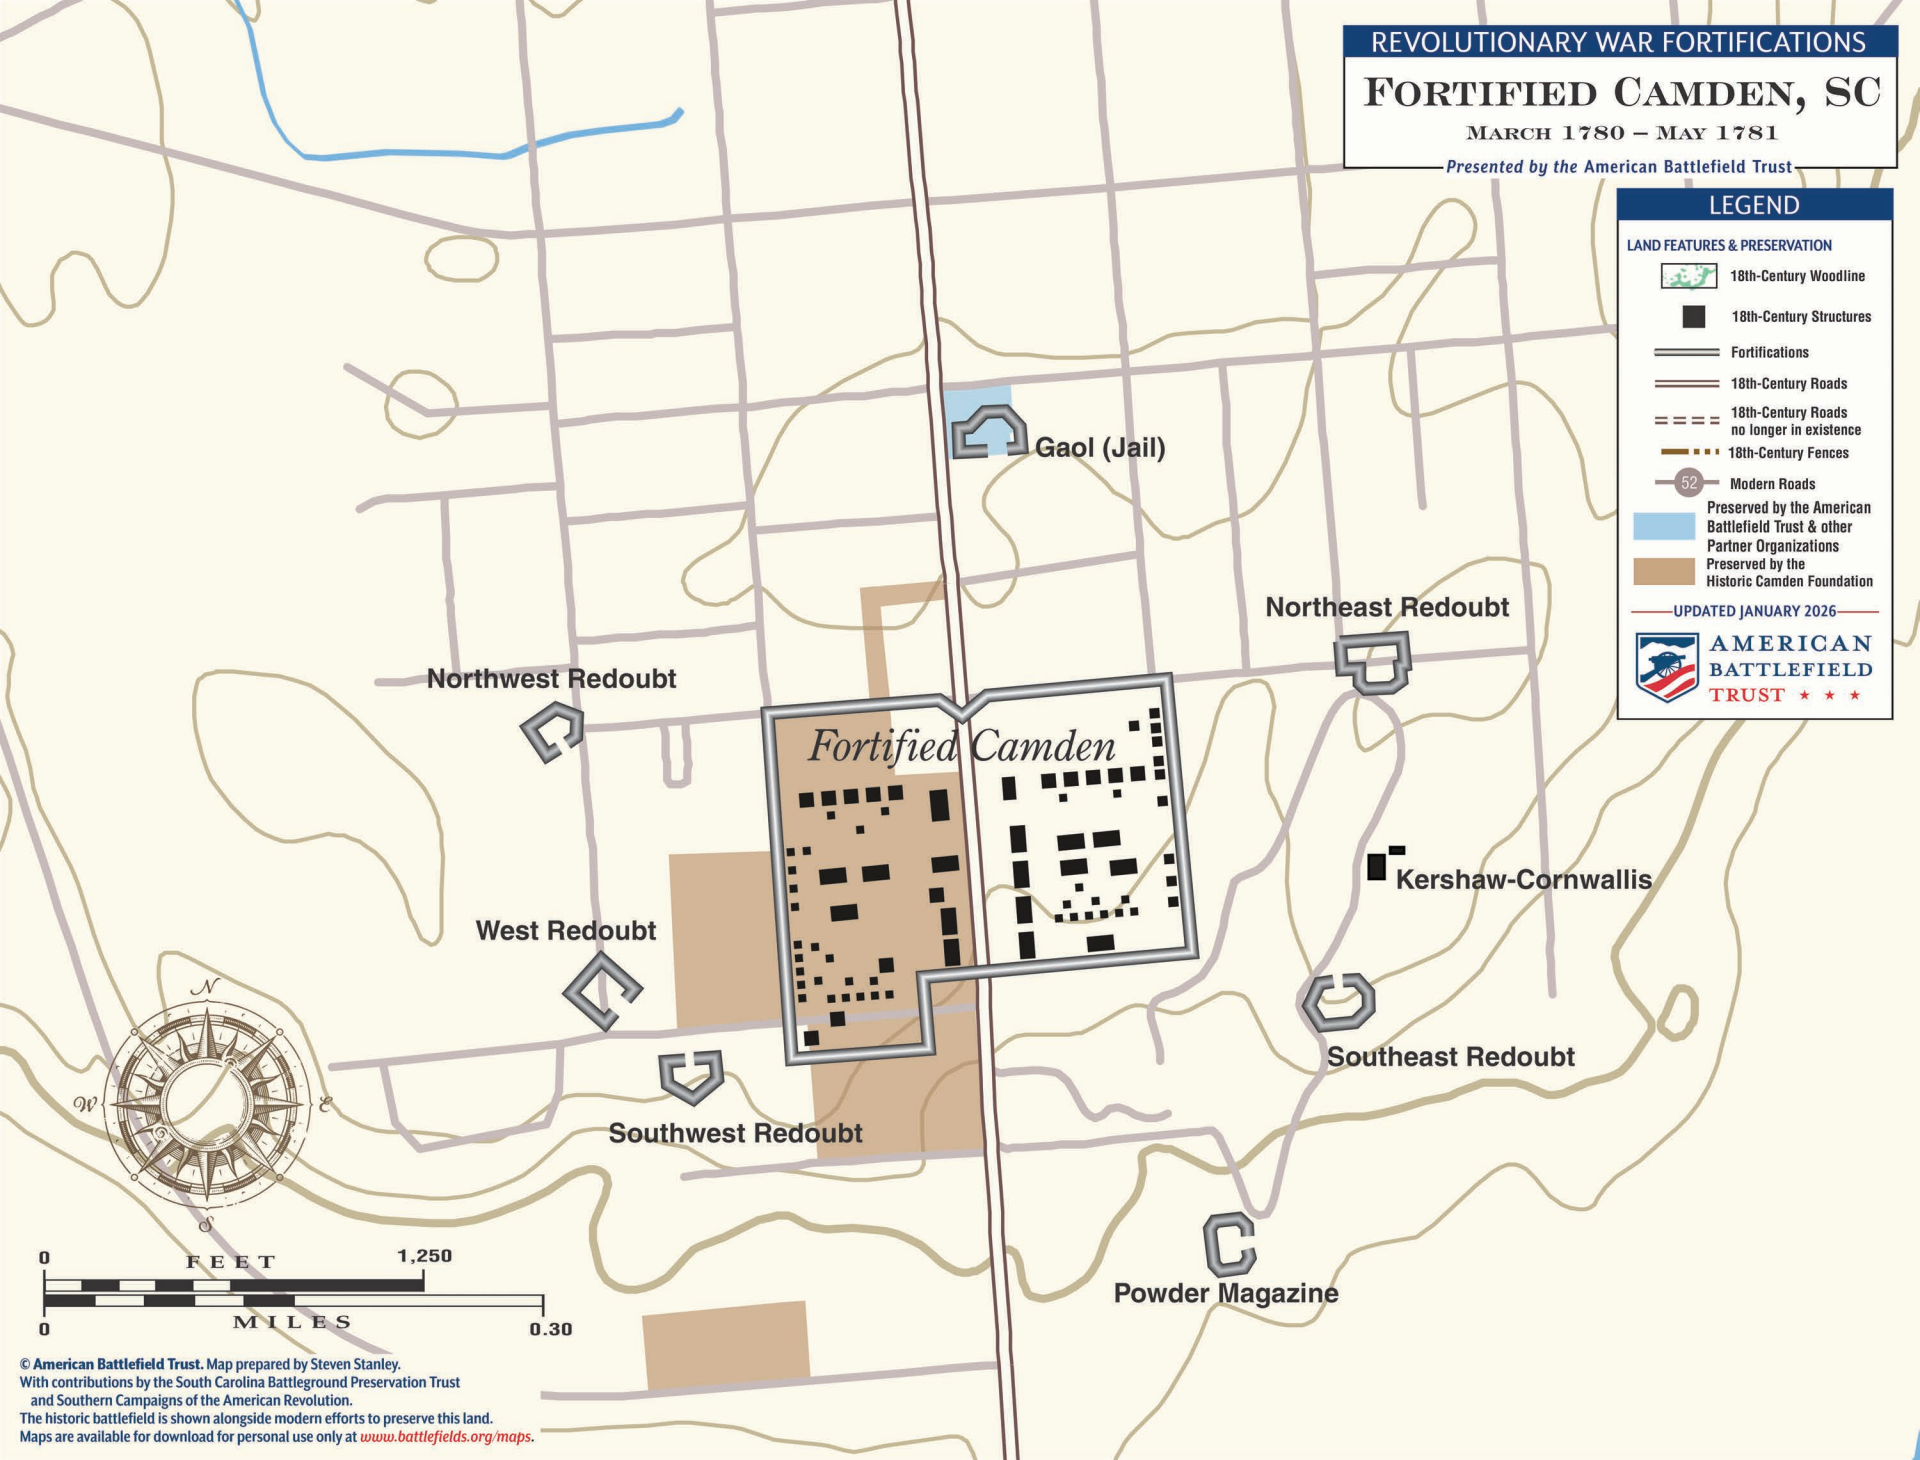 REVOLUTIONARY WAR FORTIFICATIONS
FORTIFIED CAMDEN, SC
MARCH 1780 – MAY 1781
Presented by the American Battlefield Trust
LEGEND
LAND FEATURES & PRESERVATION
18th-Century Woodline
18th-Century Structures
Fortifications
18th-Century Roads
18th-Century Roads
no longer in existence
18th-Century Fences
52
Modern Roads
Preserved by the American
Battlefield Trust & other
Partner Organizations
Preserved by the
Historic Camden Foundation
UPDATED JANUARY 2026
AMERICAN
BATTLEFIELD
TRUST ★ ★ ★
Gaol (Jail)
Northeast Redoubt
Northwest Redoubt
Fortified Camden
Kershaw-Cornwallis
West Redoubt
Southeast Redoubt
Southwest Redoubt
Powder Magazine
N
W
E
S
0
FEET
1,250
MILES
0
0.30
© American Battlefield Trust. Map prepared by Steven Stanley.
With contributions by the South Carolina Battleground Preservation Trust
and Southern Campaigns of the American Revolution.
The historic battlefield is shown alongside modern efforts to preserve this land.
Maps are available for download for personal use only at www.battlefields.org/maps.